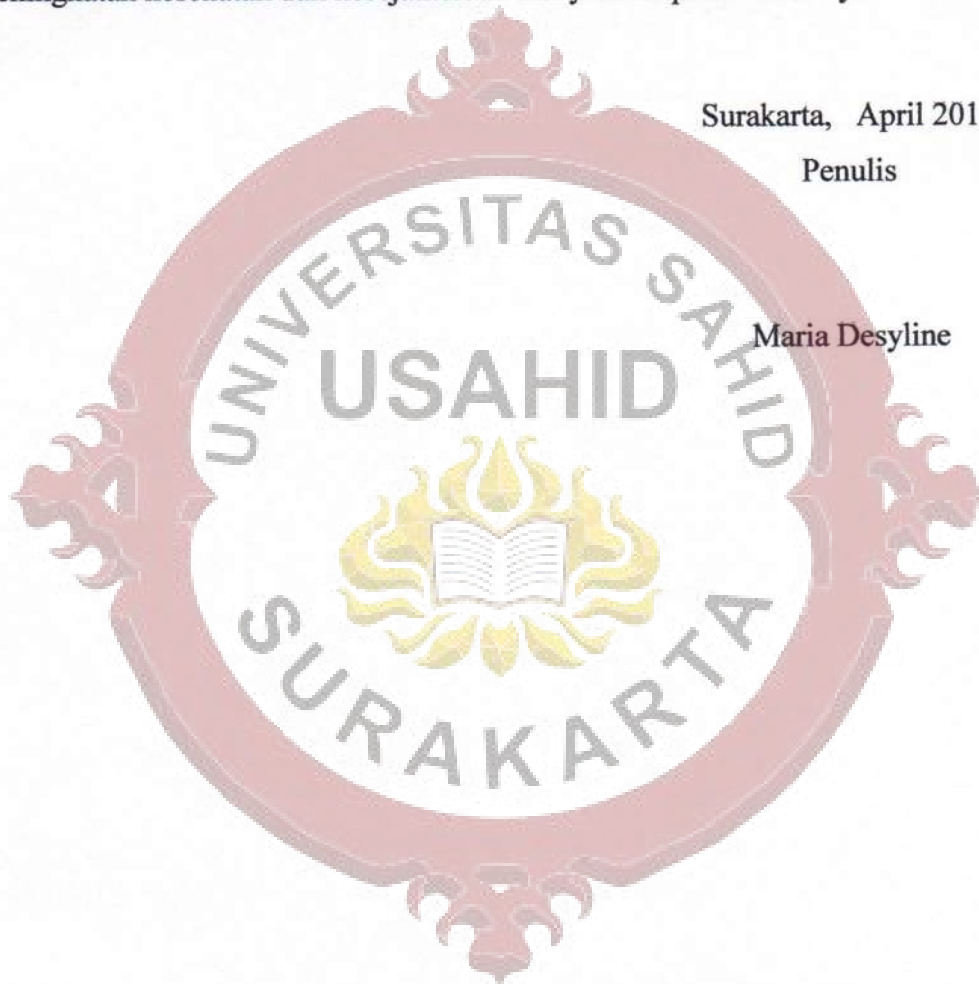 Surakarta, April 201
Penulis
Maria Desyline
UNIVERSITAS SAHID
USAHID
SURAKARTA